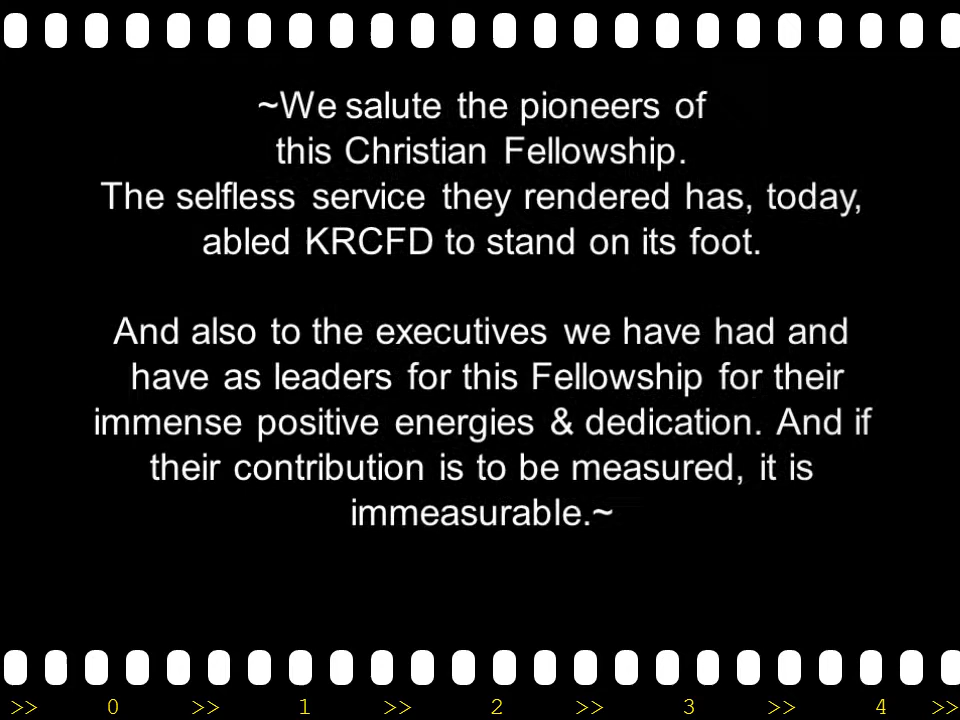 ~We salute the pioneers of
this Christian Fellowship.
The selfless service they rendered has, today,
abled KRCFD to stand on its foot.
And also to the executives we have had and
have as leaders for this Fellowship for their
immense positive energies & dedication. And if
their contribution is to be measured, it is
immeasurable.~
>> 0 >> 1 >> 2 >> 3 >> 4 >>